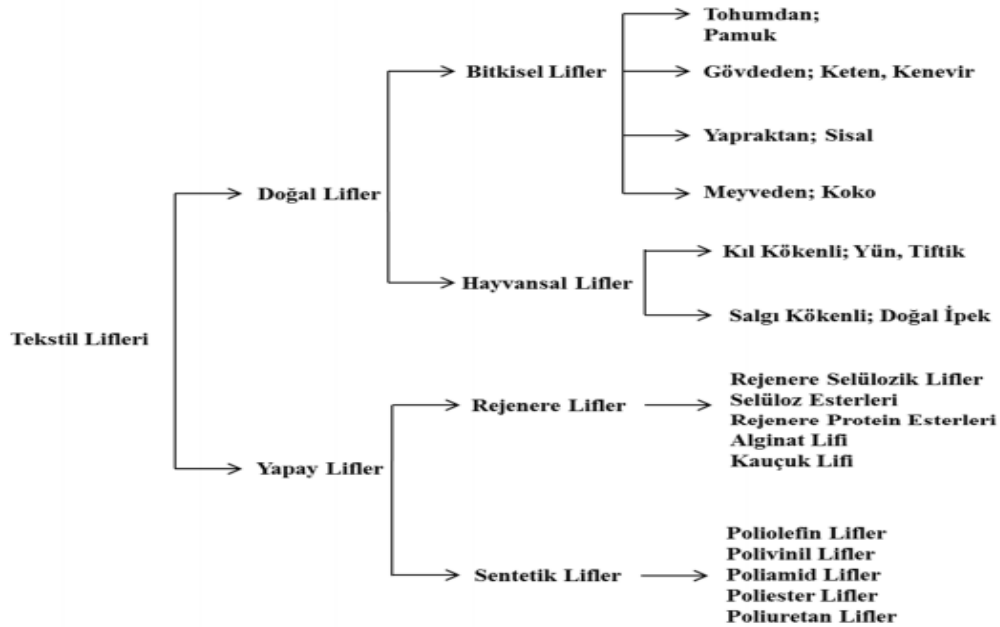 Tekstil Lifleri
Doğal Lifler
Bitkisel Lifler
Tohumdan;
Pamuk
Gövdeden; Keten, Kenevir
Yapraktan; Sisal
Meyveden; Koko
Hayvansal Lifler
Kıl Kökenli; Yün, Tiftik
Salgı Kökenli; Doğal İpek
Yapay Lifler
Rejenere Lifler
Rejenere Selülozik Lifler
Selüloz Esterleri
Rejenere Protein Esterleri
Alginat Lifi
Kauçuk Lifi
Sentetik Lifler
Poliolefin Lifler
Polivinil Lifler
Poliamid Lifler
Poliester Lifler
Poliuretan Lifler